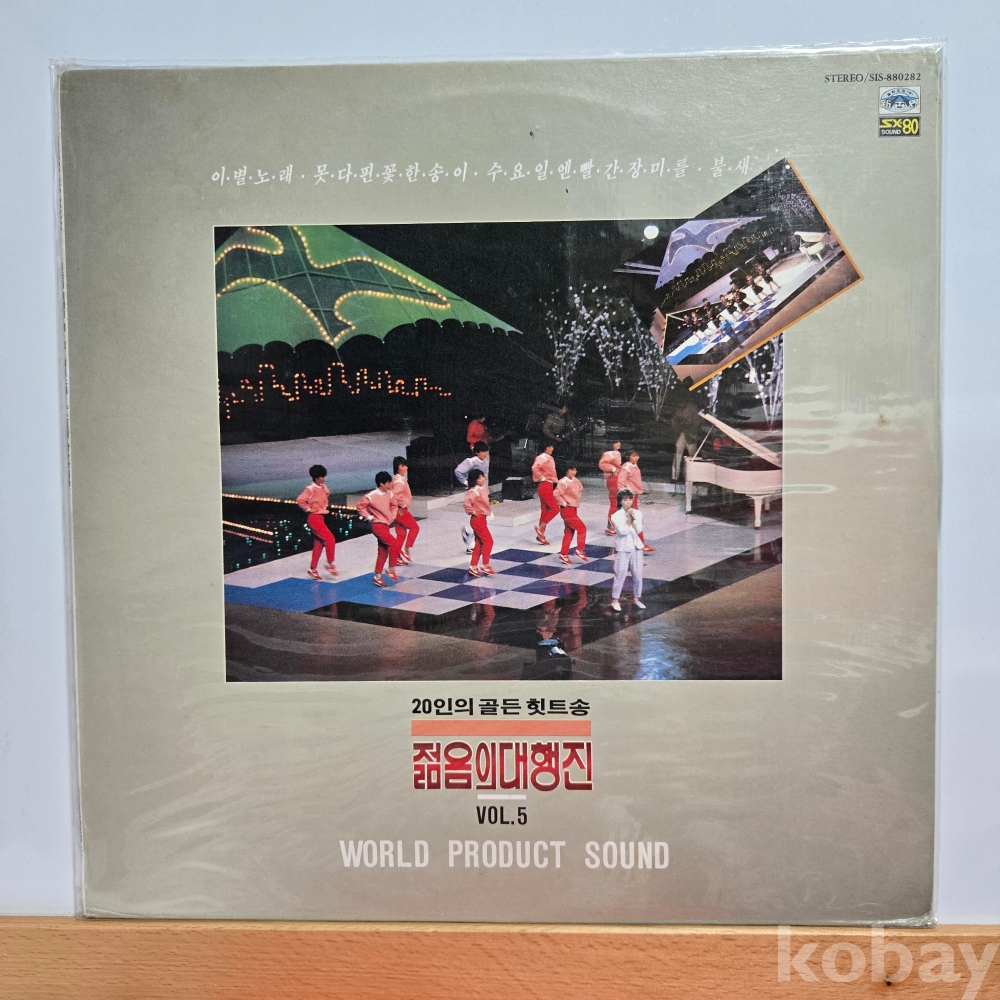 STEREO/SIS-880282
SX-80
SOUND
이·별·노·래·못·다·핀·꽃·한·송·이·수·요·일·엔·빨·간·장·미·를·불·새·
20인의 골든 힛트송
젊음의대행진
VOL.5
WORLD PRODUCT SOUND
kobay